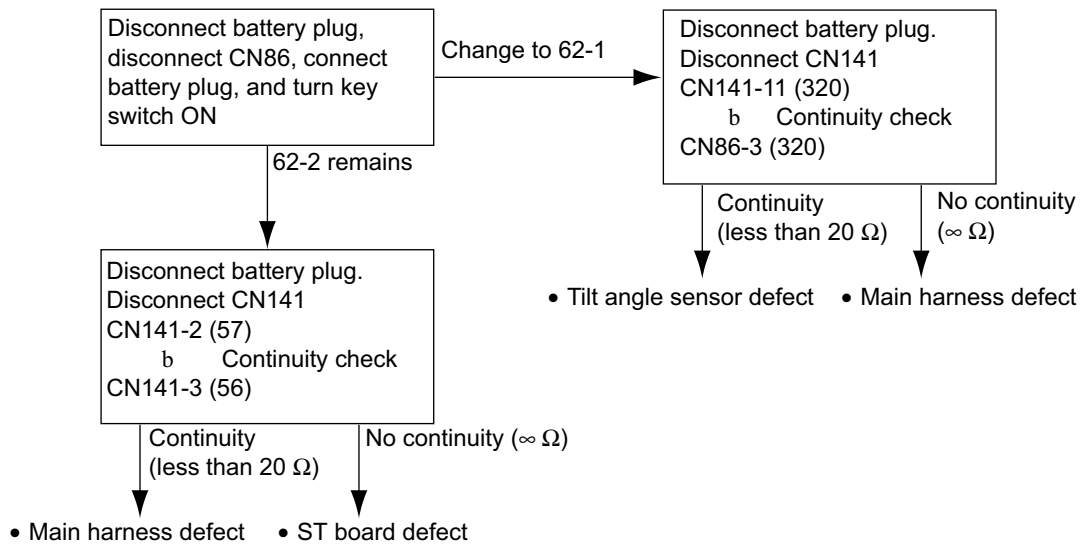 Disconnect battery plug,
disconnect CN86, connect
battery plug, and turn key
switch ON
Change to 62-1
Disconnect battery plug.
Disconnect CN141
CN141-11 (320)
b Continuity check
CN86-3 (320)
62-2 remains
Continuity
(less than 20 Ω)
No continuity
(∞ Ω)
• Tilt angle sensor defect
• Main harness defect
Disconnect battery plug.
Disconnect CN141
CN141-2 (57)
b Continuity check
CN141-3 (56)
Continuity
(less than 20 Ω)
No continuity (∞ Ω)
• Main harness defect
• ST board defect